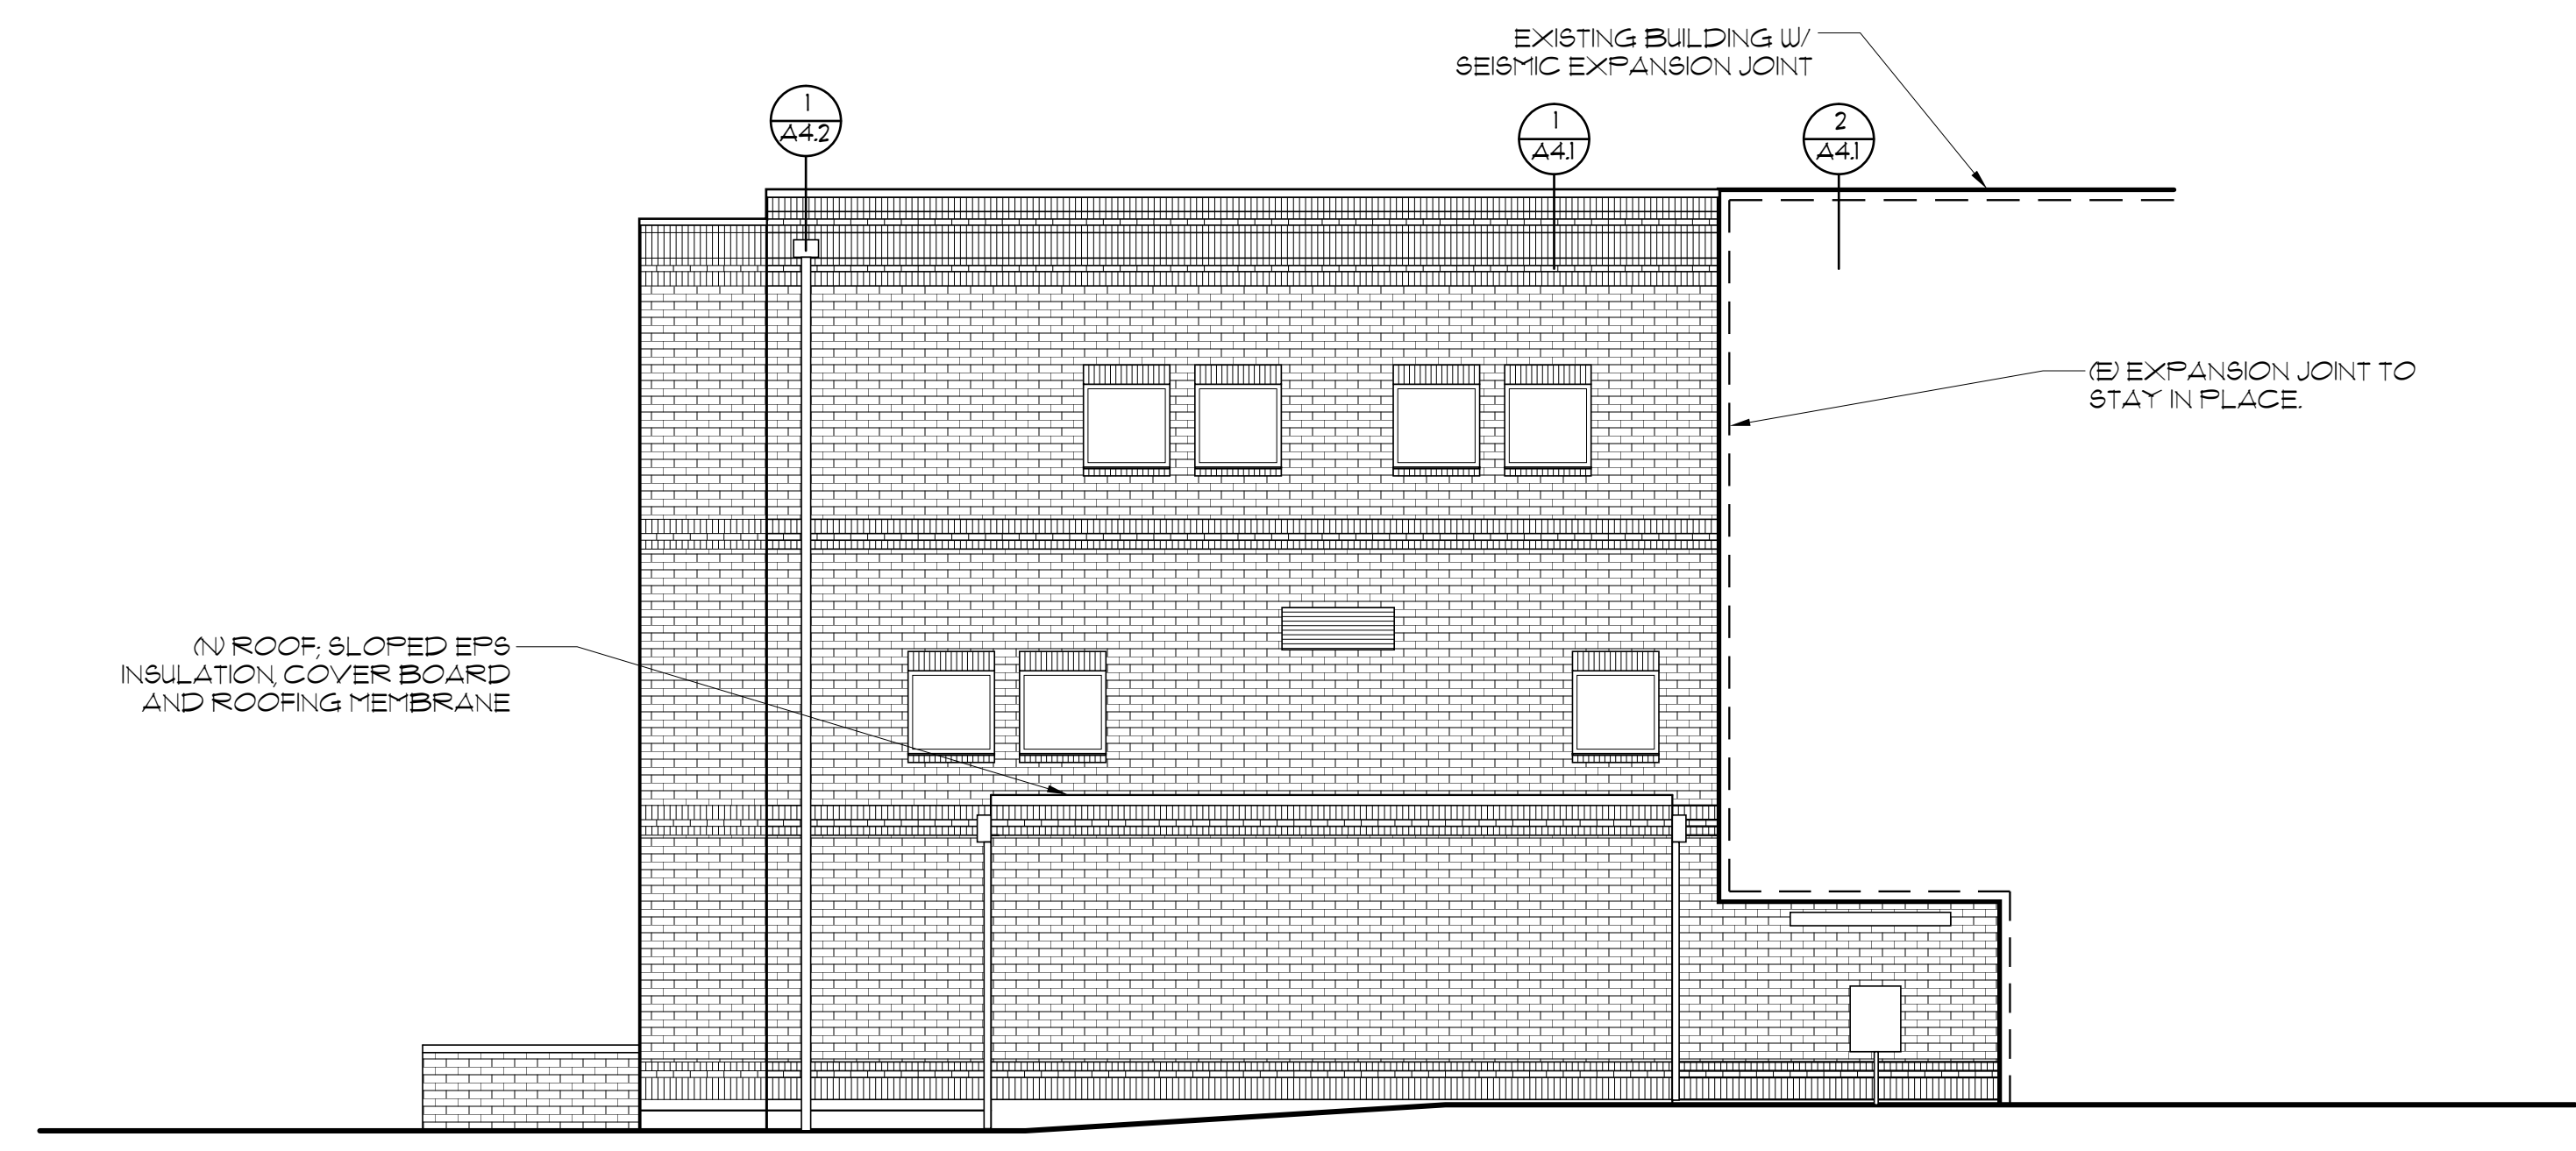 EXISTING BUILDING W/
SEISMIC EXPANSION JOINT
1
A4.2
1
A4.1
2
A4.1
(E) EXPANSION JOINT TO
STAY IN PLACE.
(N) ROOF; SLOPED EPS
INSULATION, COVER BOARD
AND ROOFING MEMBRANE